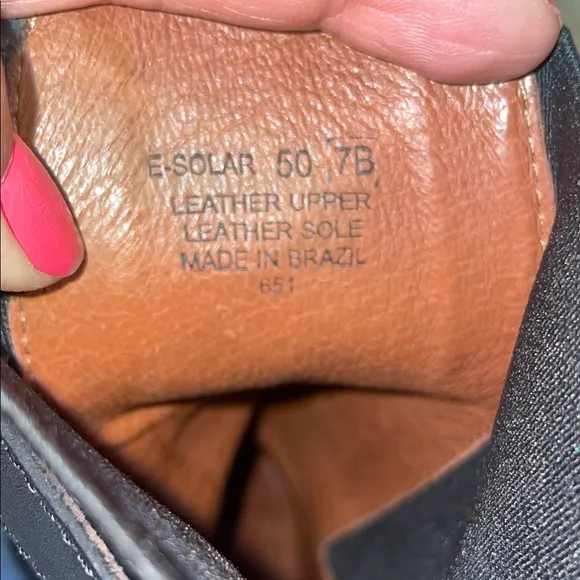 E-SOLAR 50 7B
LEATHER UPPER
LEATHER SOLE
MADE IN BRAZIL
651